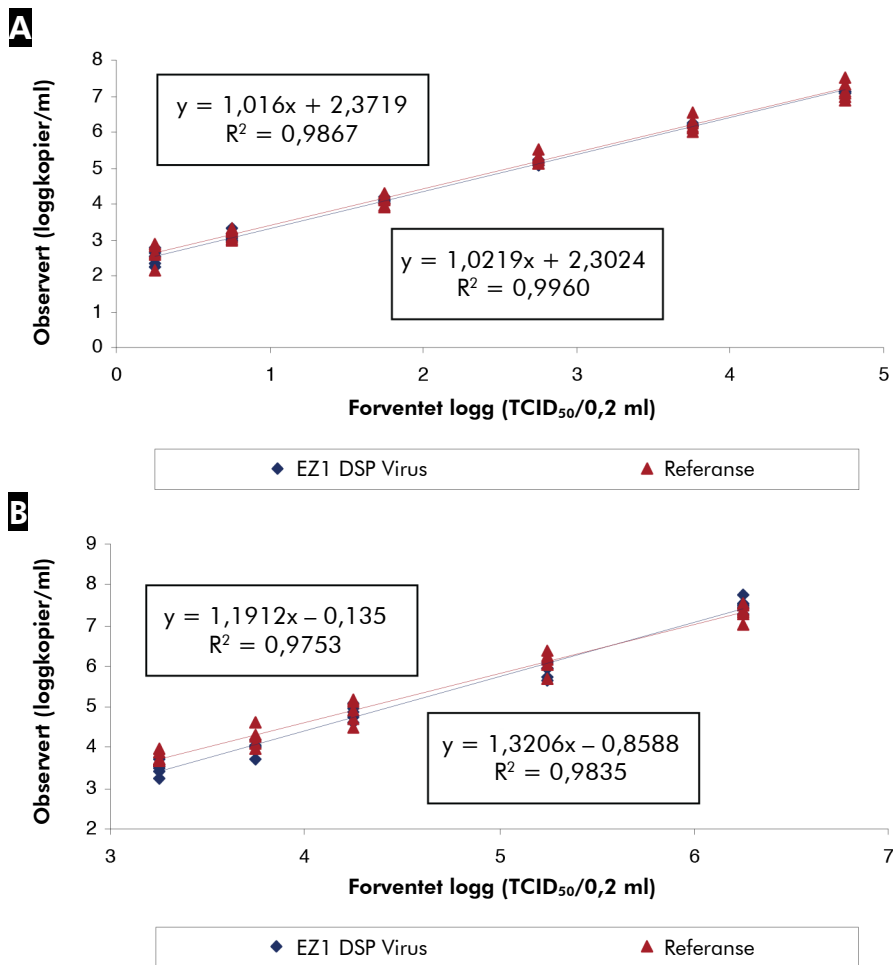 A
Observert (loggkopier/ml)
8
7
6
5
4
3
2
1
0
y = 1,016x + 2,3719
R² = 0,9867
y = 1,0219x + 2,3024
R² = 0,9960
0 1 2 3 4 5
Forventet logg (TCID₅₀/0,2 ml)
EZ1 DSP Virus Referanse
B
Observert (loggkopier/ml)
9
8
7
6
5
4
3
2
y = 1,1912x – 0,135
R² = 0,9753
y = 1,3206x – 0,8588
R² = 0,9835
3 4 5 6 7
Forventet logg (TCID₅₀/0,2 ml)
EZ1 DSP Virus Referanse